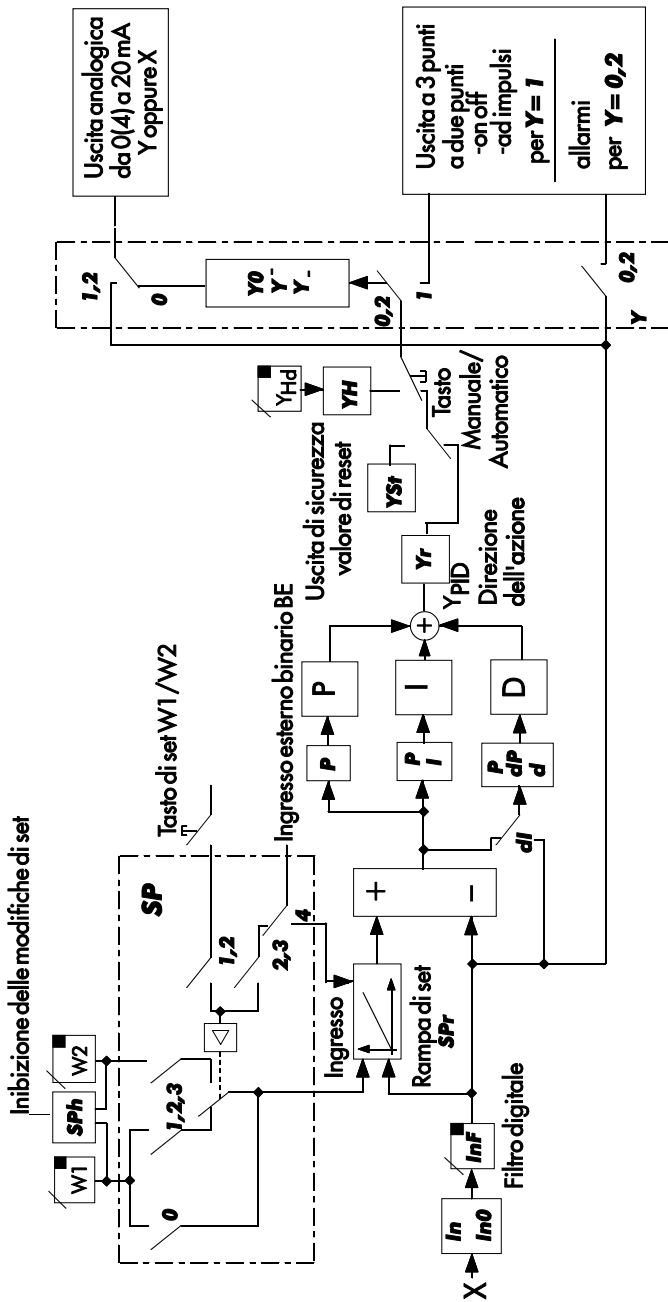 Inibizione delle modifiche di set
W1
SPh
W2
SP
Tasto di set W1/W2
0
1,2,3
1,2
2,3
4
Ingresso esterno binario BE
X
In
In0
InF
Filtro digitale
Ingresso
Rampa di set
SPr
+
−
dI
P
P
I
P
dP
d
P
I
D
+
YPID
Direzione
dell'azione
Yr
Uscita di sicurezza
valore di reset
YSt
YHd
YH
Tasto
Manuale/
Automatico
1,2
0
Y0
Y-
Y-
0,2
1
0,2
Y
Uscita analogica
da 0(4) a 20 mA
Y oppure X
Uscita a 3 punti
a due punti
-on off
-ad impulsi
per Y= 1
allarmi
per Y= 0,2